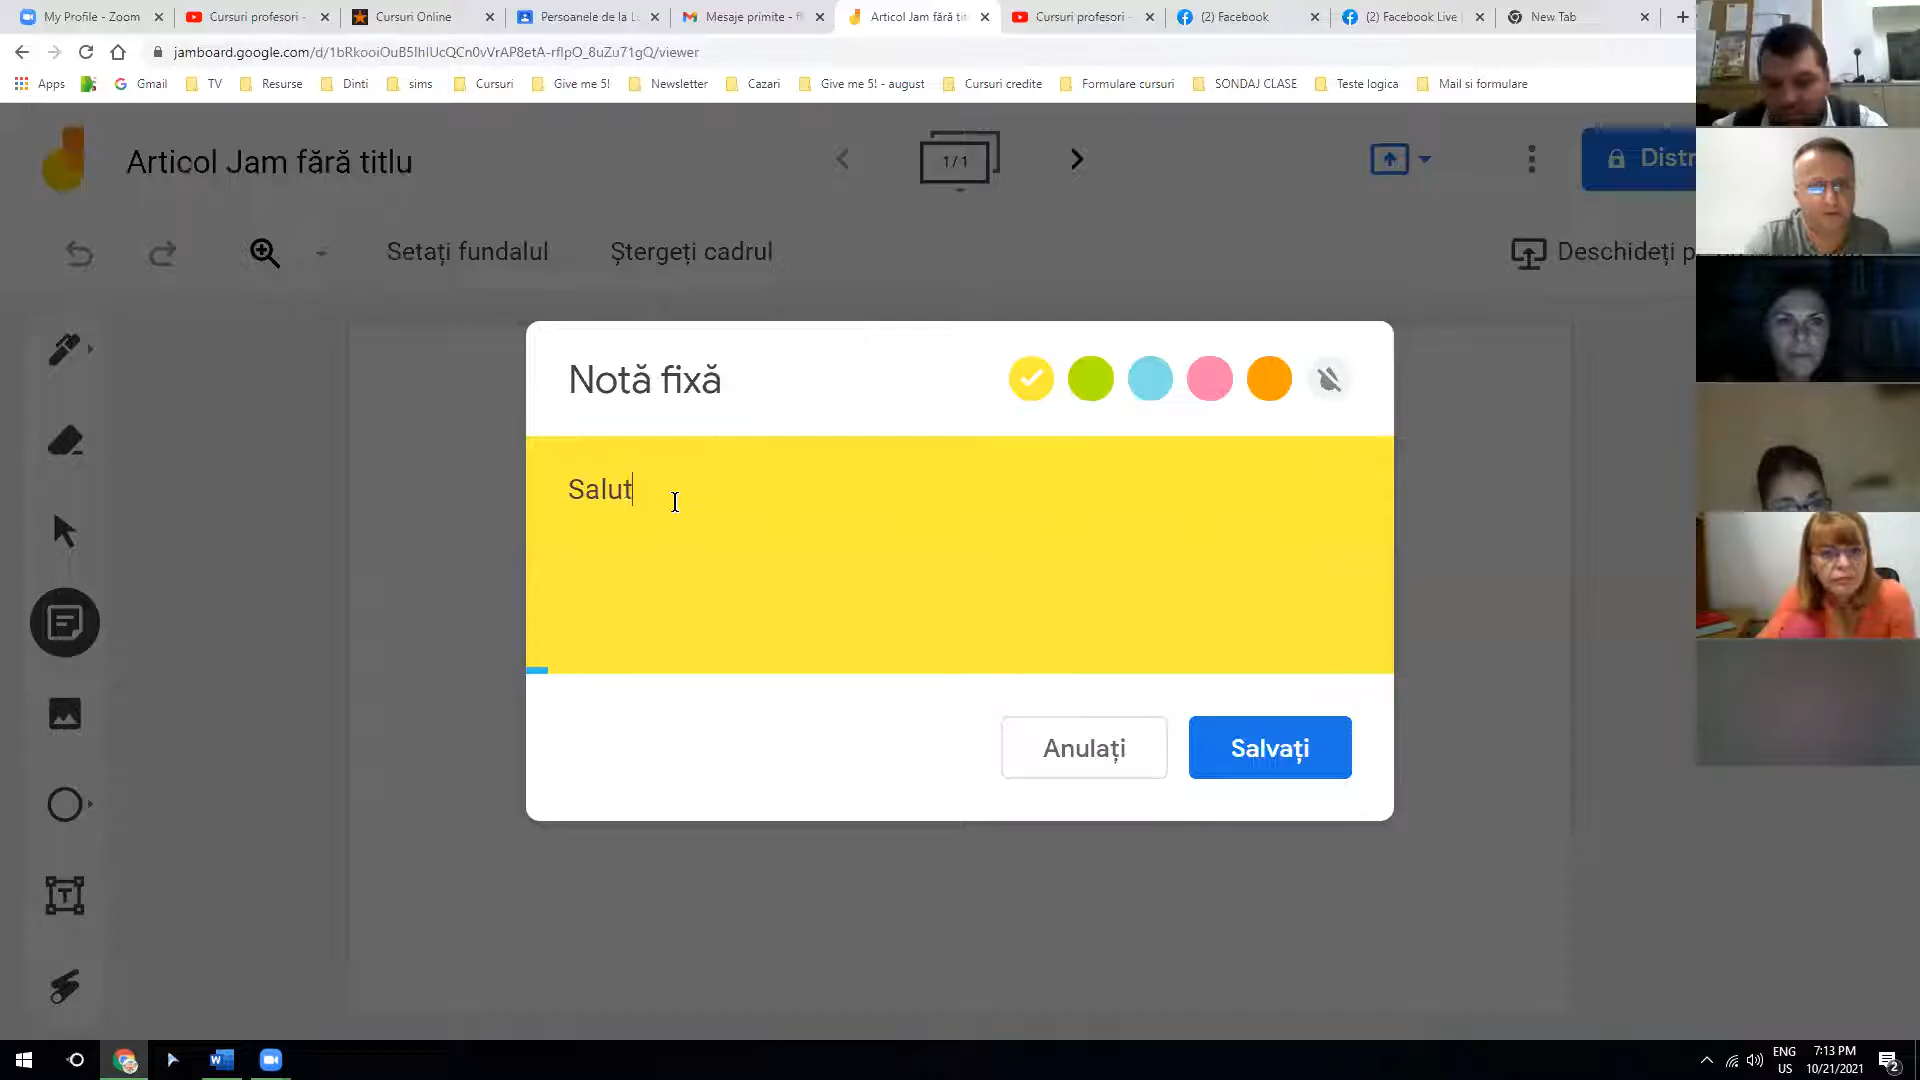 My Profile - Zoom
Cursuri profesori -
Cursuri Online
Persoanele de la L
Mesaje primite - f
Articol Jam fără tit
Cursuri profesori -
(2) Facebook
(2) Facebook Live
New Tab
jamboard.google.com/d/1bRkooiOuB5lhIUcQCn0vVrAP8etA-rfIpO_8uZu71gQ/viewer
Apps
Gmail
TV
Resurse
Dinti
sims
Cursuri
Give me 5!
Newsletter
Cazari
Give me 5! - august
Cursuri credite
Formulare cursuri
SONDAJ CLASE
Teste logica
Mail si formulare
Articol Jam fără titlu
1/1
Distr
Setați fundalul
Ștergeți cadrul
Deschideți p
Notă fixă
Salut
Anulați
Salvați
ENG
US
7:13 PM
10/21/2021
2